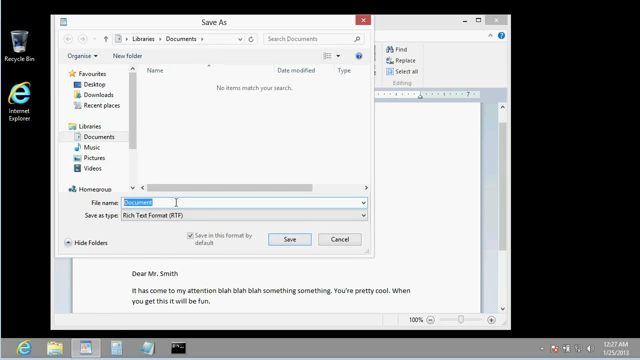 Save As
Libraries
Documents
Search Documents
Organise
New folder
Favourites
Desktop
Downloads
Recent places
Libraries
Documents
Music
Pictures
Videos
Homegroup
Name
Date modified
Type
No items match your search.
File name:
Document
Save as type:
Rich Text Format (RTF)
Hide Folders
Save in this format by
default
Save
Cancel
Find
Replace
Select all
Editing
7
Recycle Bin
Internet
Explorer
Dear Mr. Smith
It has come to my attention blah blah blah something something. You're pretty cool. When
you get this it will be fun.
100%
12:27 AM
1/25/2013